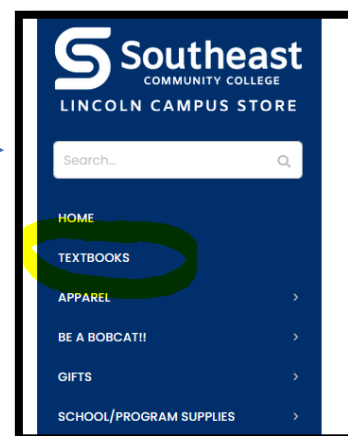 Southeast
COMMUNITY COLLEGE
LINCOLN CAMPUS STORE
Search...
HOME
TEXTBOOKS
APPAREL
BE A BOBCAT!!
GIFTS
SCHOOL/PROGRAM SUPPLIES